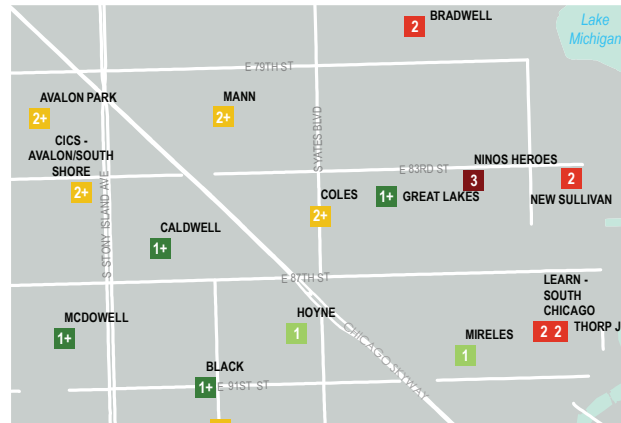 BRADWELL
2
Lake
Michigan
E 79TH ST
AVALON PARK
2+
MANN
2+
S YATES BLVD
CICS -
AVALON/SOUTH
SHORE
2+
E 83RD ST
NINOS HEROES
3
2
NEW SULLIVAN
COLES
2+
1+
GREAT LAKES
S STONY ISLAND AVE
CALDWELL
1+
E 87TH ST
LEARN -
SOUTH
CHICAGO
2 2
THORP J
MCDOWELL
1+
HOYNE
1
CHICAGO SKYWAY
MIRELES
1
BLACK
1+
E 91ST ST